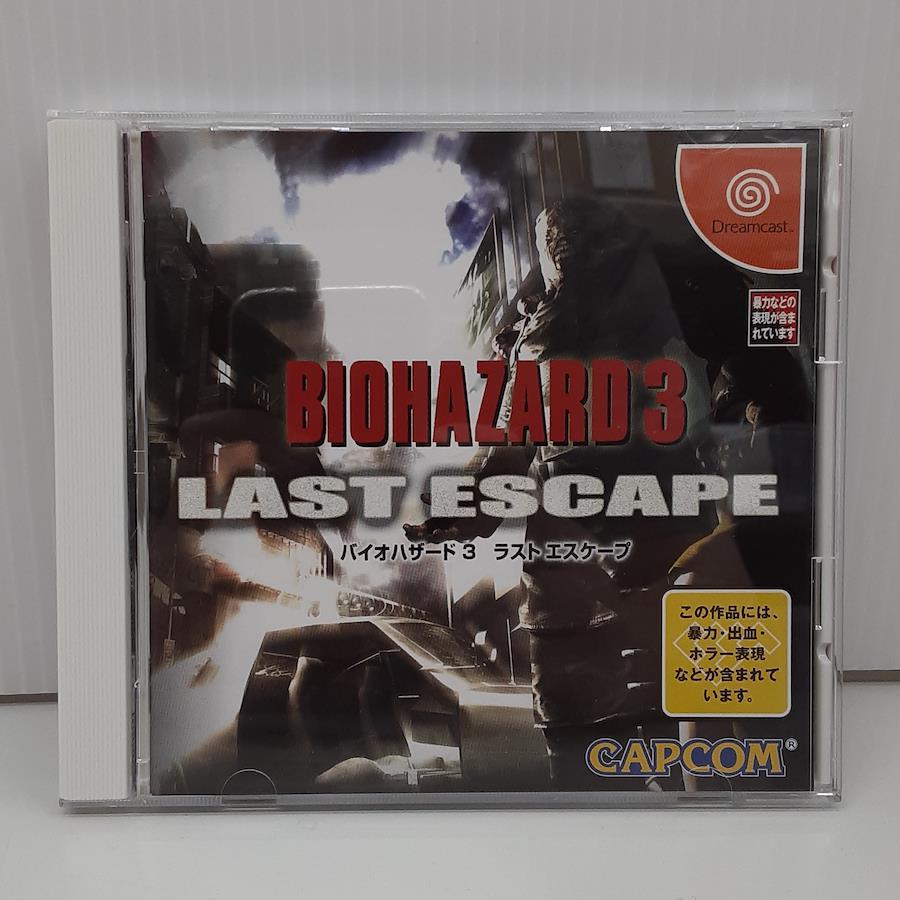 Dreamcast™
暴力などの
表現が含ま
れています
BIOHAZARD®3
LAST ESCAPE
バイオハザード3 ラスト エスケープ
この作品には、
暴力・出血・
ホラー表現
などが含まれて
います。
CAPCOM®